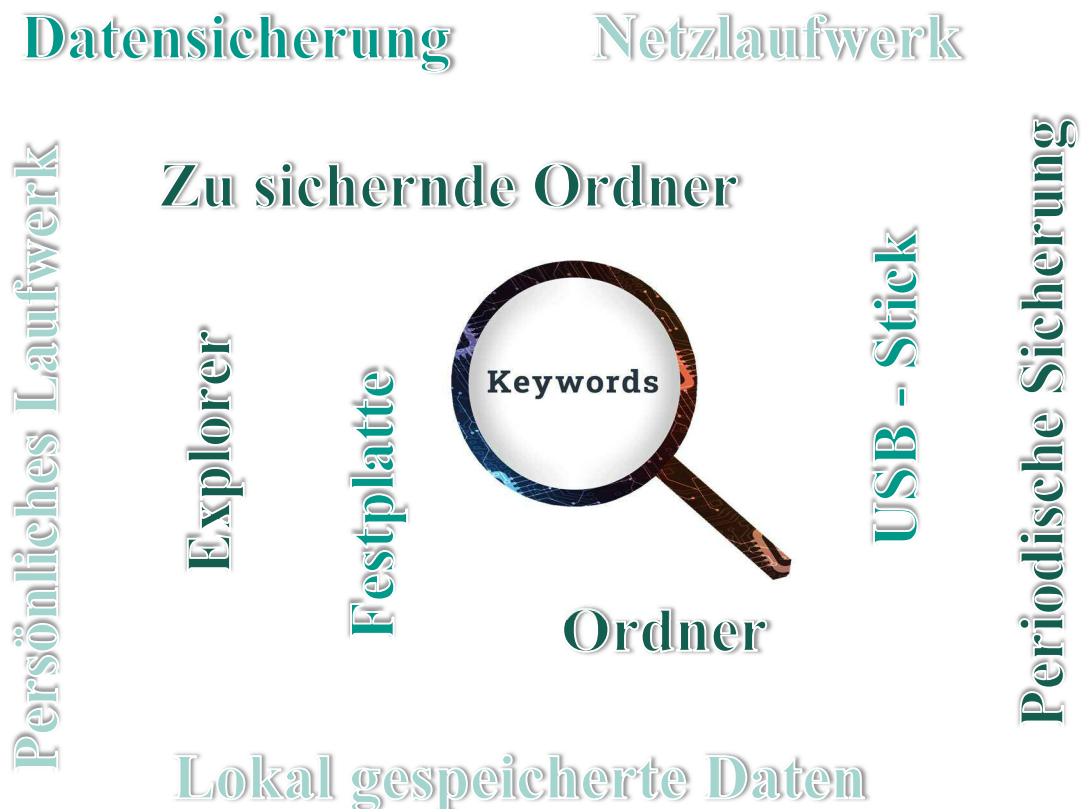 Datensicherung
Netzlaufwerk
Zu sichernde Ordner
Persönliches Laufwerk
Explorer
Festplatte
Keywords
USB - Stick
Periodische Sicherung
Ordner
Lokal gespeicherte Daten